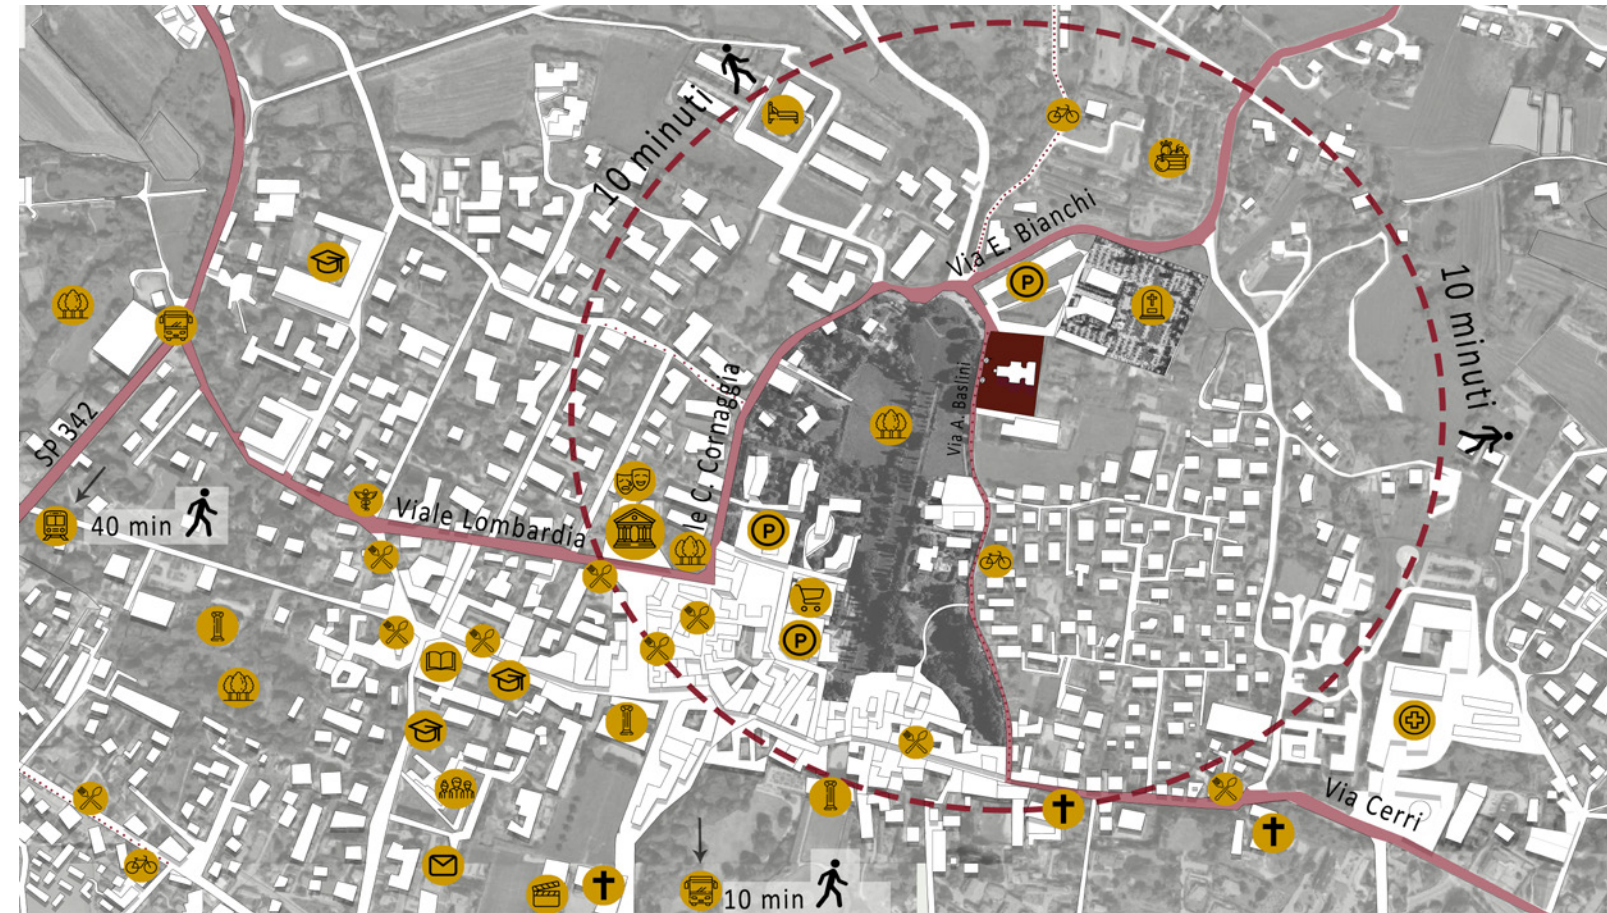 10 minuti
Via E. Bianchi
P
10 minuti
Via A. Baslini
le C. Cornaggia
SP 342
40 min
Viale Lombardia
P
P
Via Cerri
10 min